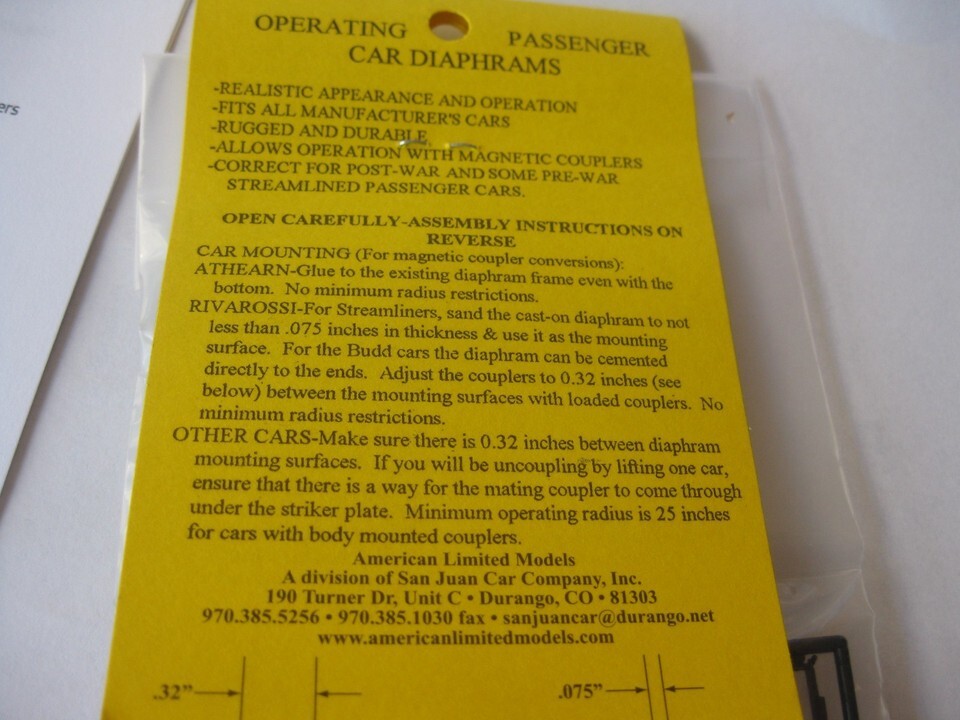 ers
OPERATING PASSENGER
CAR DIAPHRAMS
-REALISTIC APPEARANCE AND OPERATION
-FITS ALL MANUFACTURER'S CARS
-RUGGED AND DURABLE
-ALLOWS OPERATION WITH MAGNETIC COUPLERS
-CORRECT FOR POST-WAR AND SOME PRE-WAR
STREAMLINED PASSENGER CARS.
OPEN CAREFULLY-ASSEMBLY INSTRUCTIONS ON
REVERSE
CAR MOUNTING (For magnetic coupler conversions):
ATHEARN-Glue to the existing diaphram frame even with the
bottom. No minimum radius restrictions.
RIVAROSSI-For Streamliners, sand the cast-on diaphram to not
less than .075 inches in thickness & use it as the mounting
surface. For the Budd cars the diaphram can be cemented
directly to the ends. Adjust the couplers to 0.32 inches (see
below) between the mounting surfaces with loaded couplers. No
minimum radius restrictions.
OTHER CARS-Make sure there is 0.32 inches between diaphram
mounting surfaces. If you will be uncoupling by lifting one car,
ensure that there is a way for the mating coupler to come through
under the striker plate. Minimum operating radius is 25 inches
for cars with body mounted couplers.
American Limited Models
A division of San Juan Car Company, Inc.
190 Turner Dr, Unit C • Durango, CO • 81303
970.385.5256 • 970.385.1030 fax • sanjuancar@durango.net
www.americanlimitedmodels.com
.32" .075"